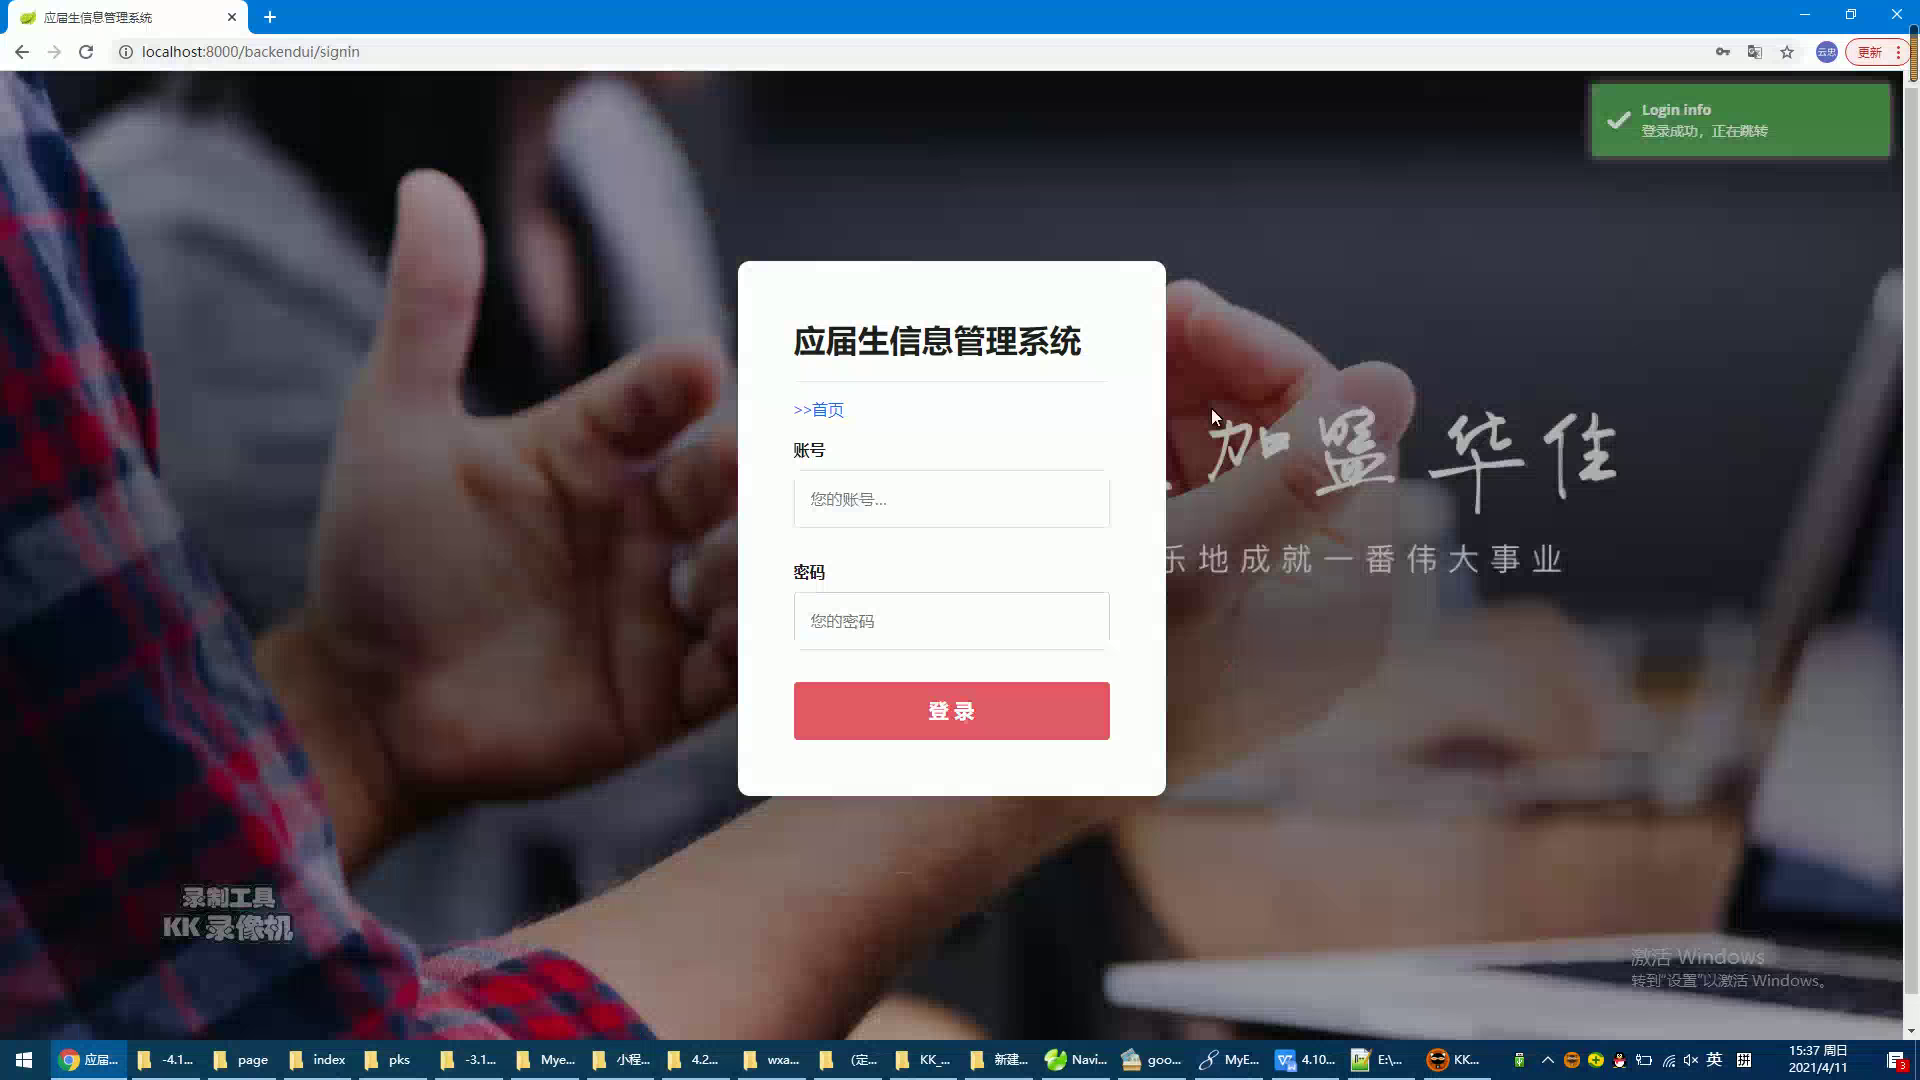 应届生信息管理系统
localhost:8000/backendui/signin
云忠
更新
Login info
登录成功，正在跳转
应届生信息管理系统
>>首页
账号
您的账号...
密码
您的密码
登 录
加盟华住
乐地成就一番伟大事业
录制工具
KK 录像机
激活 Windows
转到"设置"以激活 Windows。
应届...
-4.1...
page
index
pks
-3.1...
Mye...
小程...
4.2...
wxa...
（定...
KK_...
新建...
Navi...
goo...
MyE...
4.10...
E:\...
KK...
英
拼
15:37 周日
2021/4/11
3